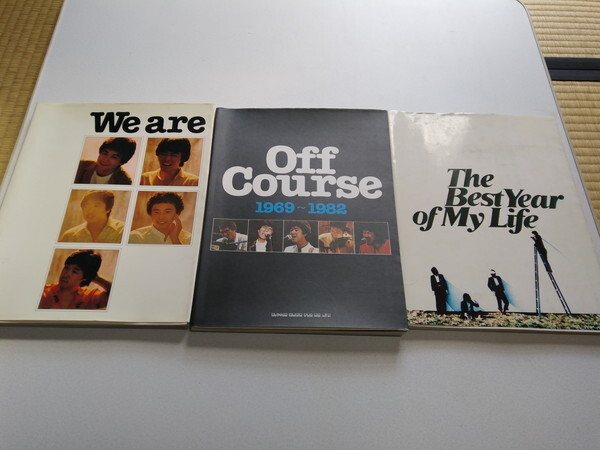 We are
Off
Course
1969~1982
The
Best Year
of My Life